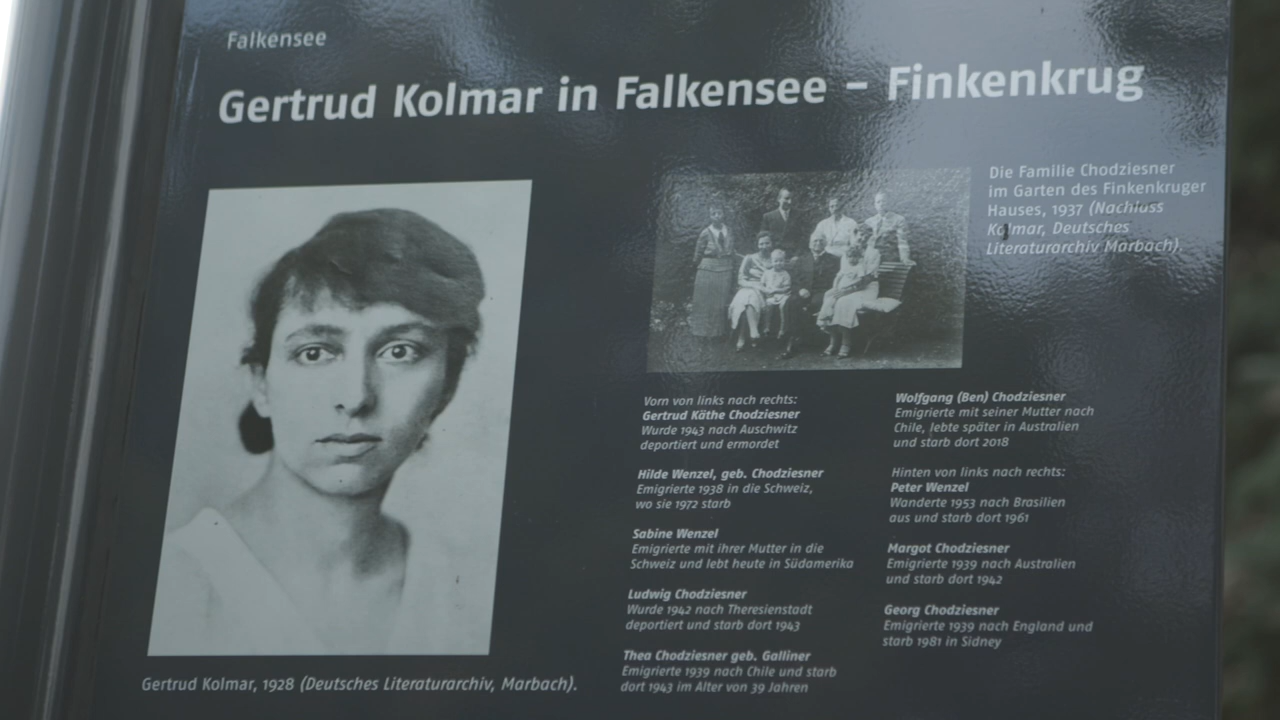 Falkensee
Gertrud Kolmar in Falkensee – Finkenkrug
Die Familie Chodziesner
im Garten des Finkenkruger
Hauses, 1937 (Nachlass
Kolmar, Deutsches
Literaturarchiv Marbach).
Vorn von links nach rechts:
Gertrud Käthe Chodziesner
Wurde 1943 nach Auschwitz
deportiert und ermordet
Hilde Wenzel, geb. Chodziesner
Emigrierte 1938 in die Schweiz,
wo sie 1972 starb
Sabine Wenzel
Emigrierte mit ihrer Mutter in die
Schweiz und lebt heute in Südamerika
Ludwig Chodziesner
Wurde 1942 nach Theresienstadt
deportiert und starb dort 1943
Thea Chodziesner geb. Galliner
Emigrierte 1939 nach Chile und starb
dort 1943 im Alter von 39 Jahren
Wolfgang (Ben) Chodziesner
Emigrierte mit seiner Mutter nach
Chile, lebte später in Australien
und starb dort 2018
Hinten von links nach rechts:
Peter Wenzel
Wanderte 1953 nach Brasilien
aus und starb dort 1961
Margot Chodziesner
Emigrierte 1939 nach Australien
und starb dort 1942
Georg Chodziesner
Emigrierte 1939 nach England und
starb 1981 in Sidney
Gertrud Kolmar, 1928 (Deutsches Literaturarchiv, Marbach).